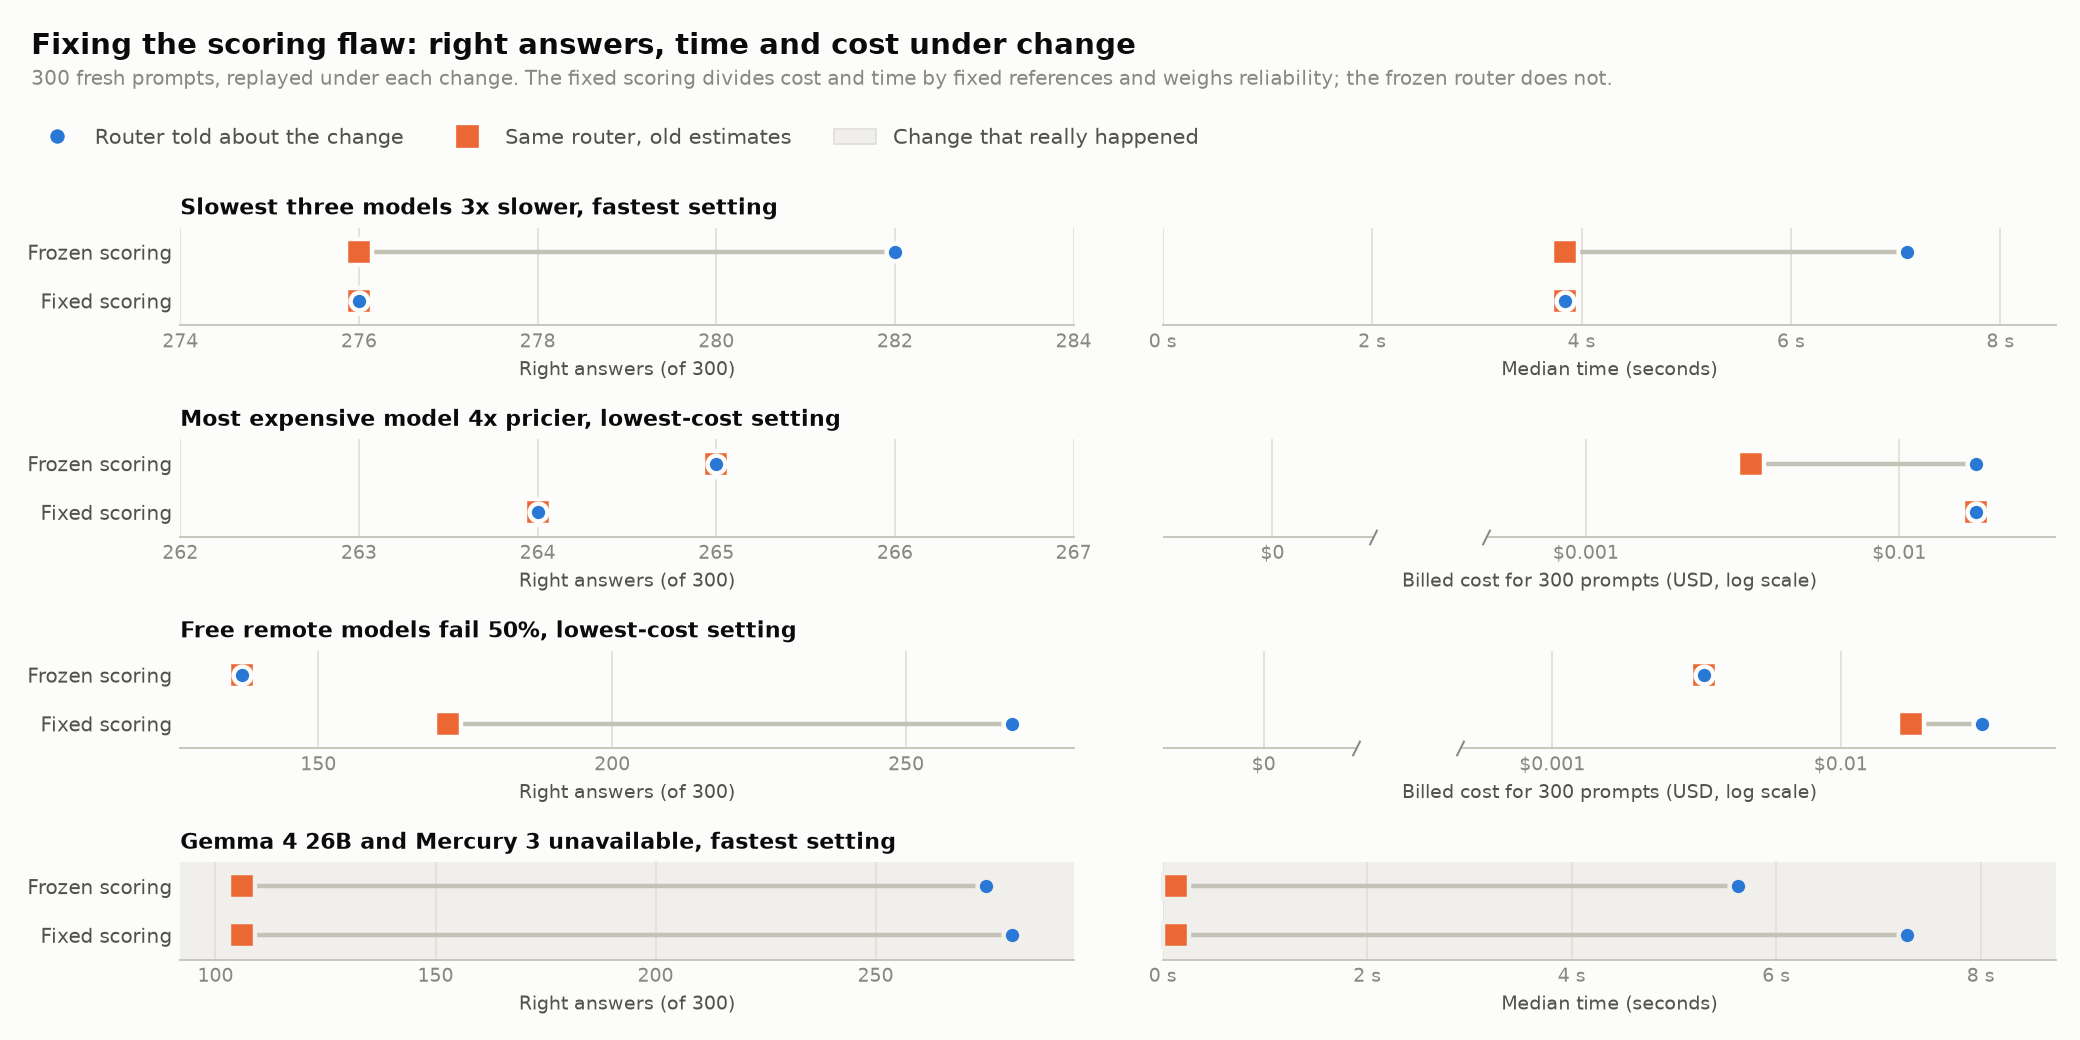 Fixing the scoring flaw: right answers, time and cost under change
300 fresh prompts, replayed under each change. The fixed scoring divides cost and time by fixed references and weighs reliability; the frozen router does not.
Router told about the change Same router, old estimates Change that really happened
Slowest three models 3x slower, fastest setting
Frozen scoring
Fixed scoring
274 276 278 280 282 284 0 s 2 s 4 s 6 s 8 s
Right answers (of 300) Median time (seconds)
Most expensive model 4x pricier, lowest-cost setting
Frozen scoring
Fixed scoring
262 263 264 265 266 267 $0 $0.001 $0.01
Right answers (of 300) Billed cost for 300 prompts (USD, log scale)
Free remote models fail 50%, lowest-cost setting
Frozen scoring
Fixed scoring
150 200 250 $0 $0.001 $0.01
Right answers (of 300) Billed cost for 300 prompts (USD, log scale)
Gemma 4 26B and Mercury 3 unavailable, fastest setting
Frozen scoring
Fixed scoring
100 150 200 250 0 s 2 s 4 s 6 s 8 s
Right answers (of 300) Median time (seconds)